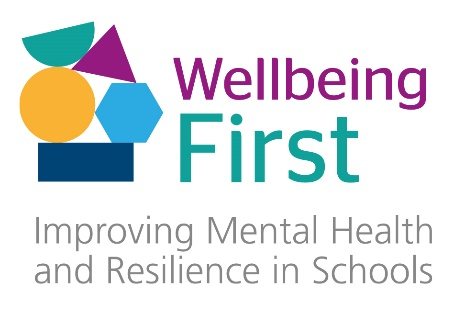 Wellbeing
First
Improving Mental Health
and Resilience in Schools